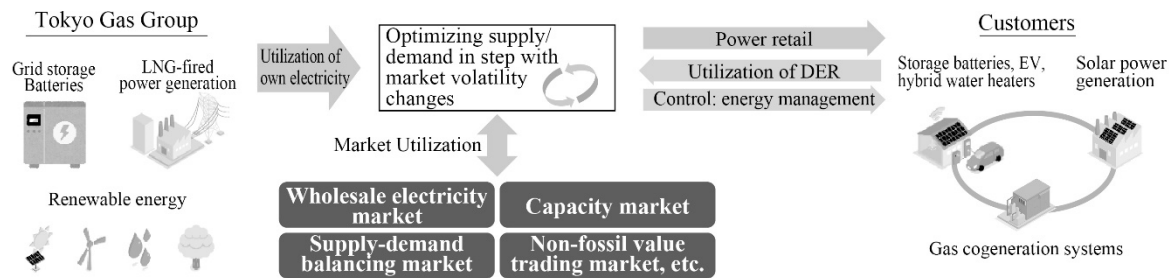 Tokyo Gas Group
Grid storage
Batteries
LNG-fired
power generation
Renewable energy
Utilization of
own electricity
Optimizing supply/
demand in step with
market volatility
changes
Market Utilization
Wholesale electricity
market
Capacity market
Supply-demand
balancing market
Non-fossil value
trading market, etc.
Power retail
Utilization of DER
Control: energy management
Customers
Storage batteries, EV,
hybrid water heaters
Solar power
generation
Gas cogeneration systems